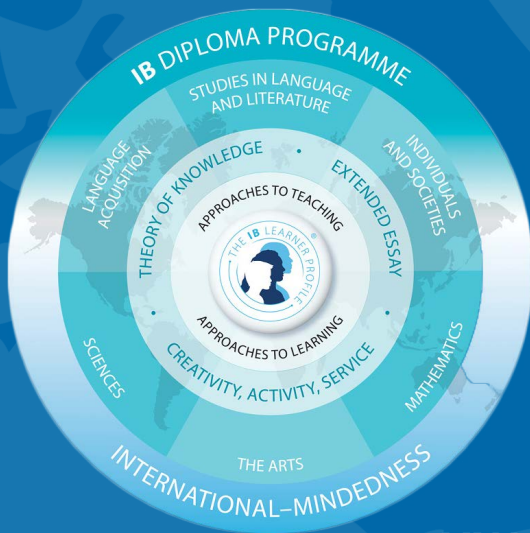 IB DIPLOMA PROGRAMME
STUDIES IN LANGUAGE
AND LITERATURE
LANGUAGE
ACQUISITION
INDIVIDUALS
AND SOCIETIES
THEORY OF KNOWLEDGE
EXTENDED ESSAY
APPROACHES TO TEACHING
THE IB LEARNER PROFILE
®
APPROACHES TO LEARNING
CREATIVITY, ACTIVITY, SERVICE
SCIENCES
MATHEMATICS
THE ARTS
INTERNATIONAL–MINDEDNESS